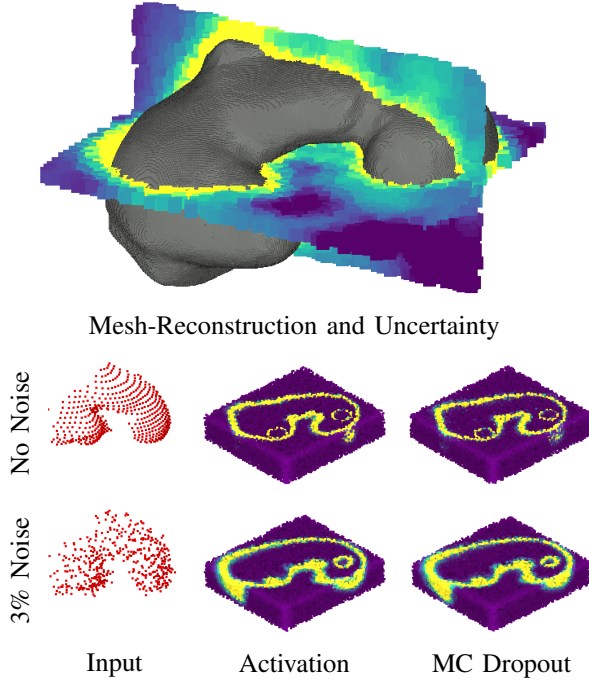 Mesh-Reconstruction and Uncertainty
No Noise
3% Noise
Input
Activation
MC Dropout